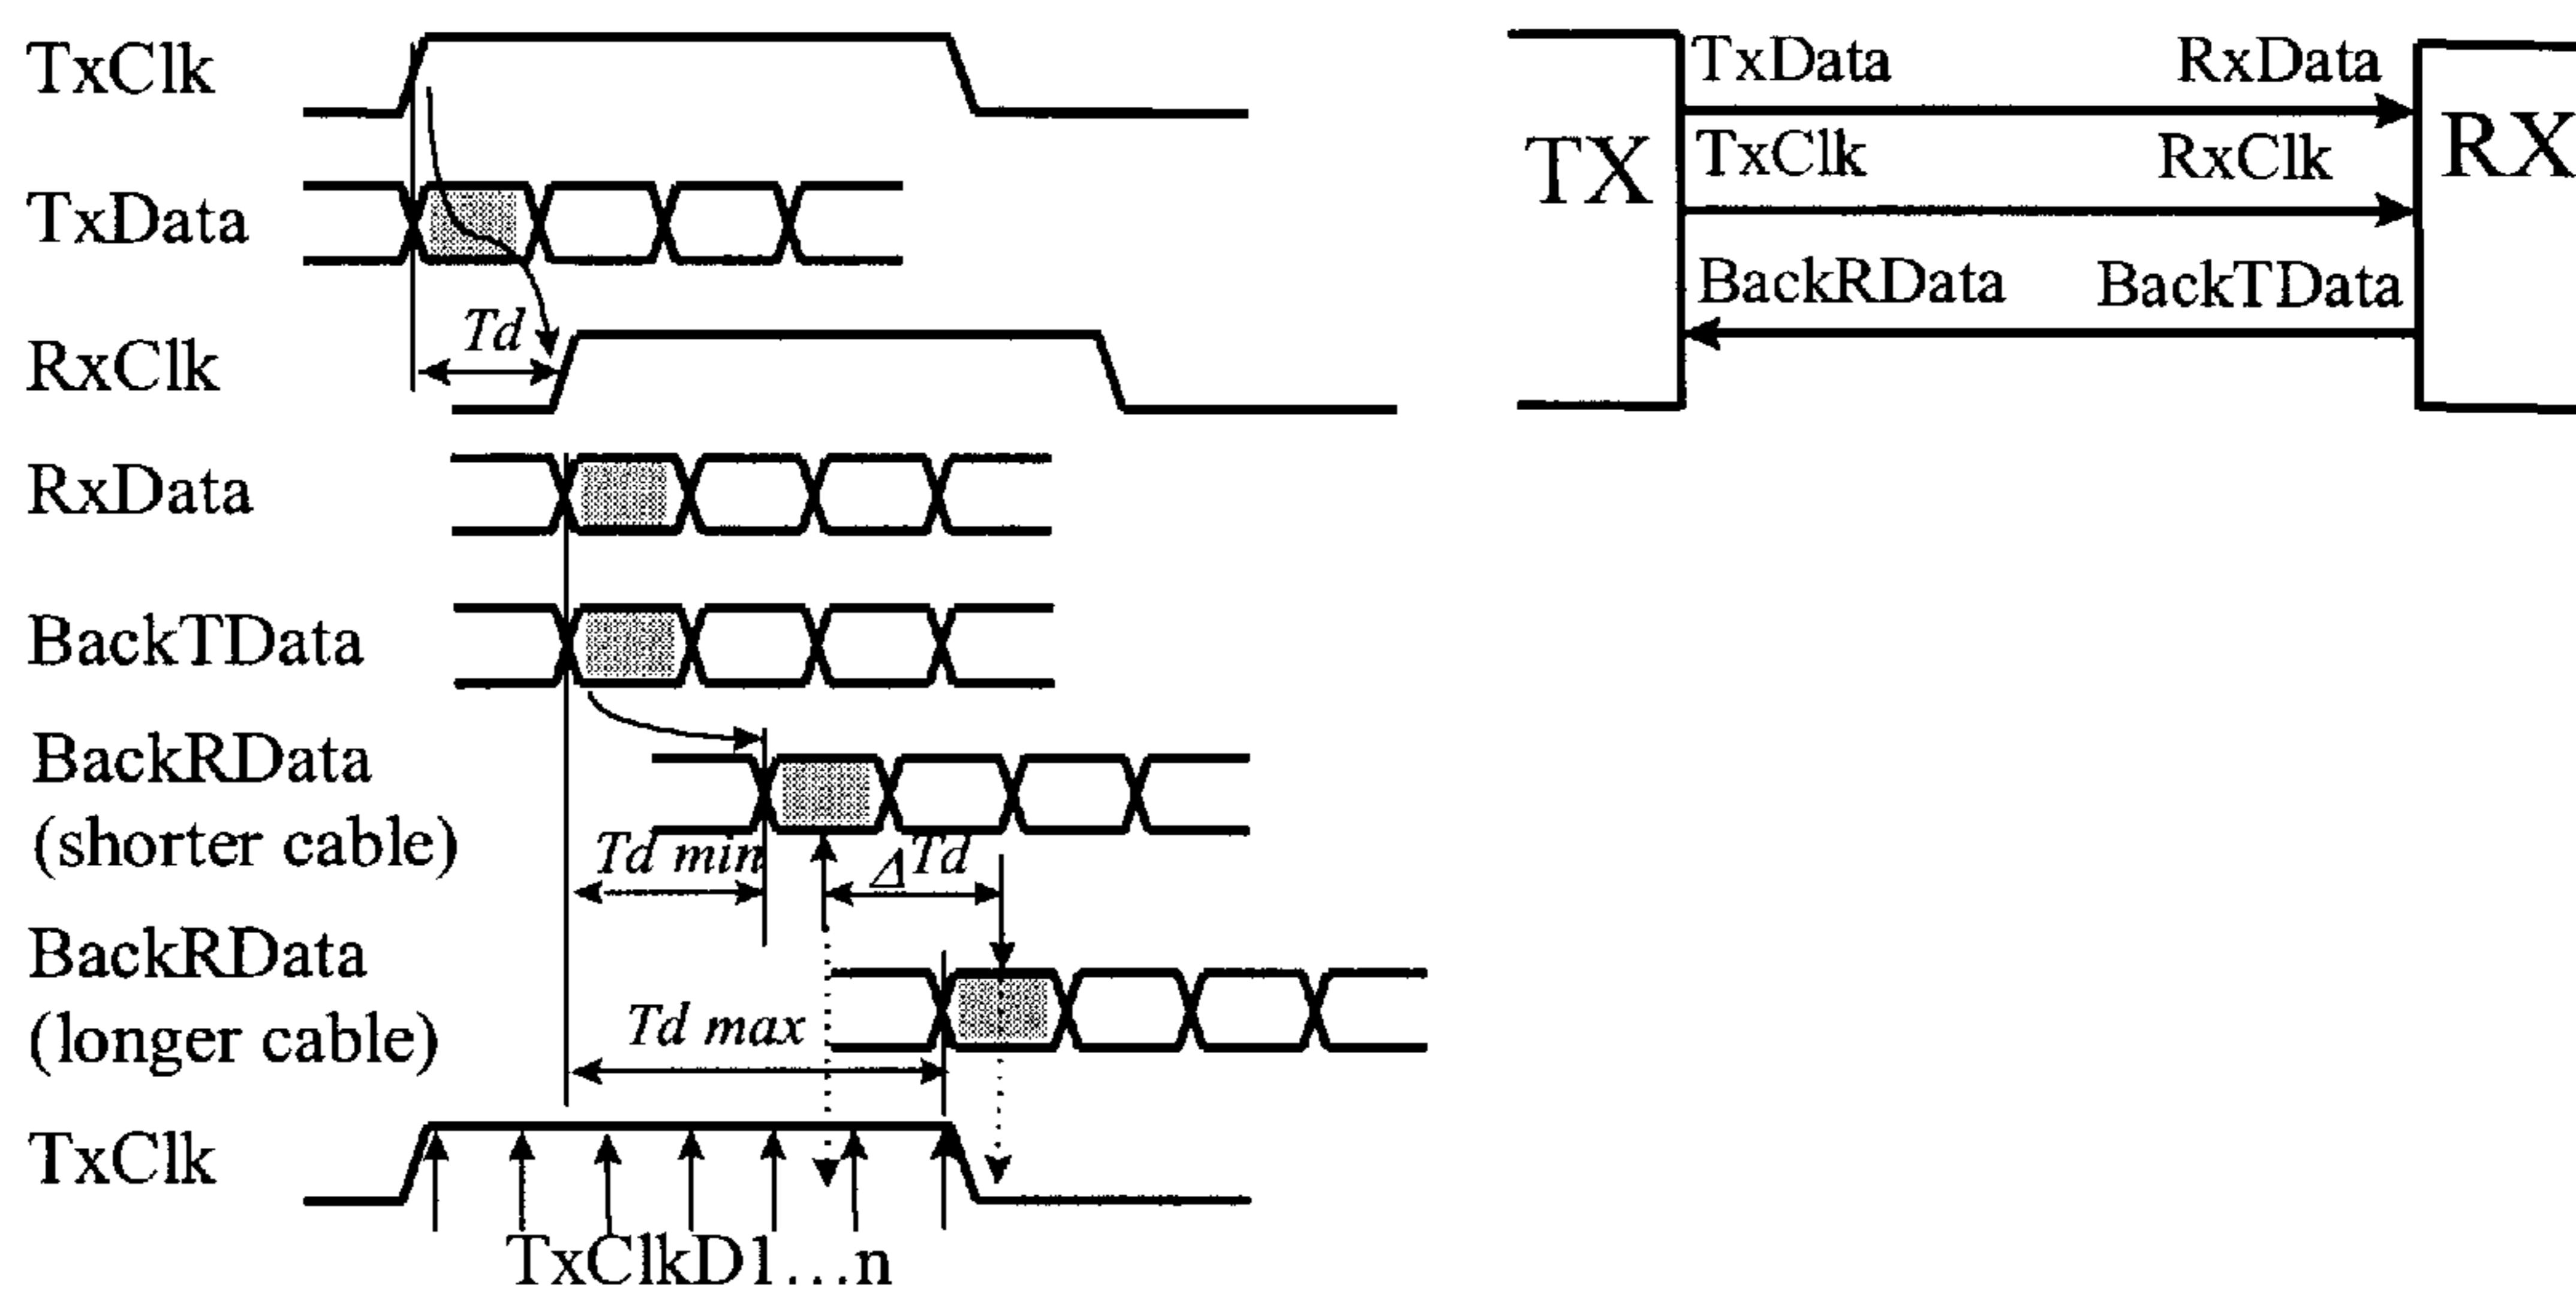 TxClk
TxData
Td
RxClk
RxData
BackTData
BackRData
(shorter cable)
Td min
ΔTd
BackRData
(longer cable)
Td max
TxClk
TxClkD1...n
TX
TxData
RxData
TxClk
RxClk
BackRData
BackTData
RX